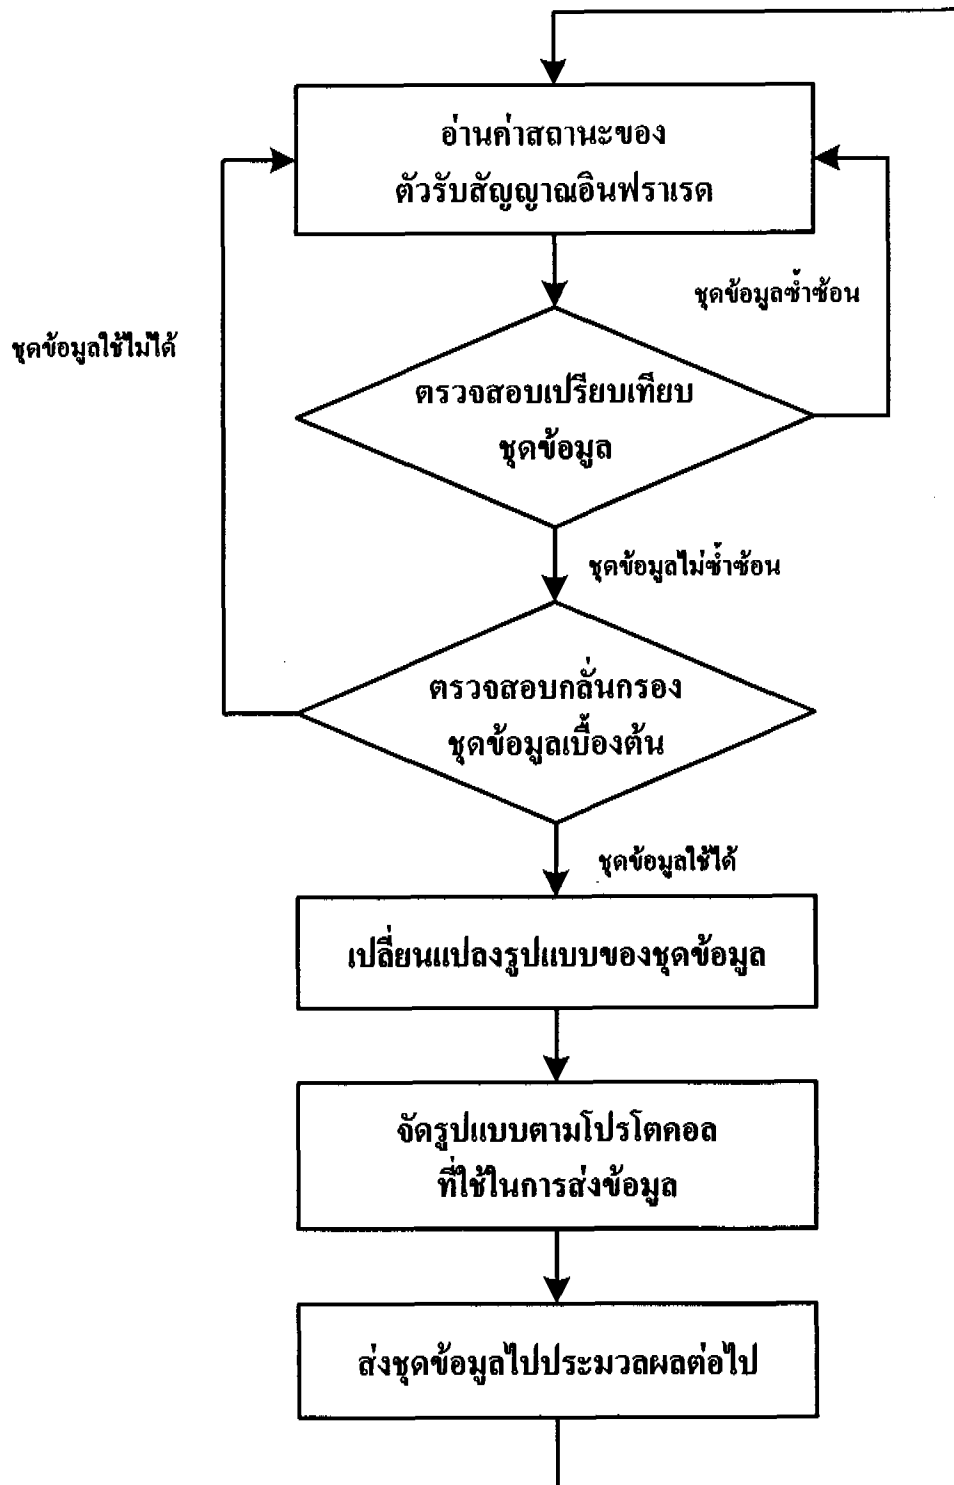 อ่านค่าสถานะของ
ตัวรับสัญญาณอินฟราเรด
ชุดข้อมูลซ้ำซ้อน
ชุดข้อมูลใช้ไม่ได้
ตรวจสอบเปรียบเทียบ
ชุดข้อมูล
ชุดข้อมูลไม่ซ้ำซ้อน
ตรวจสอบกลั่นกรอง
ชุดข้อมูลเบื้องต้น
ชุดข้อมูลใช้ได้
เปลี่ยนแปลงรูปแบบของชุดข้อมูล
จัดรูปแบบตามโปรโตคอล
ที่ใช้ในการส่งข้อมูล
ส่งชุดข้อมูลไปประมวลผลต่อไป